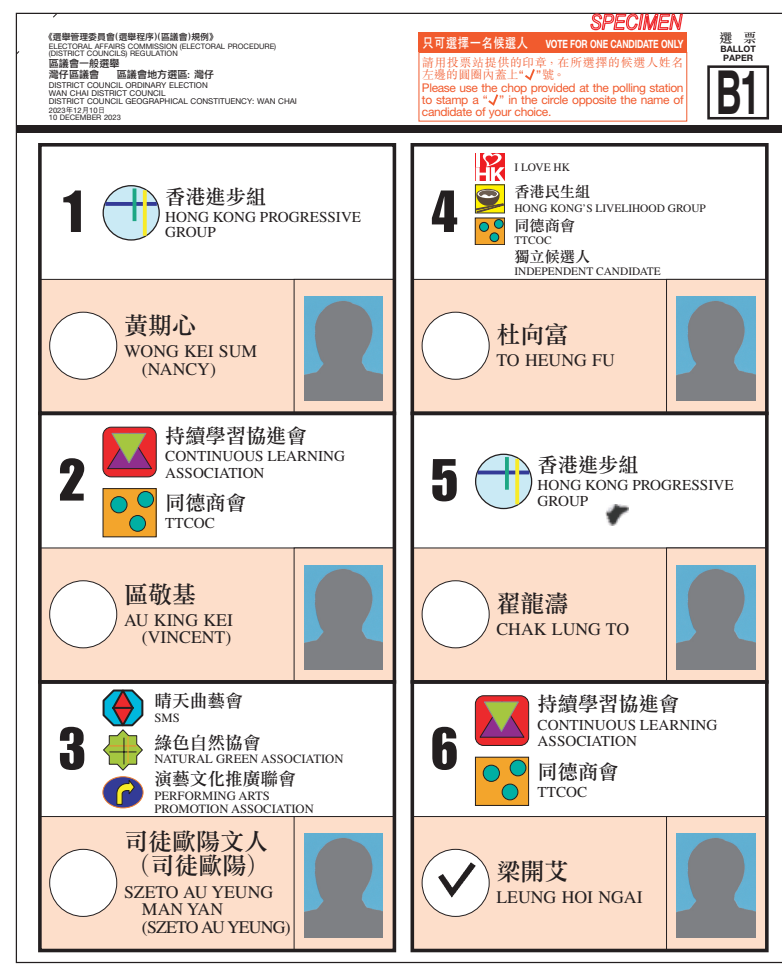 《選舉管理委員會(選舉程序)(區議會)規例》
ELECTORAL AFFAIRS COMMISSION (ELECTORAL PROCEDURE)
(DISTRICT COUNCILS) REGULATION
區議會一般選舉
灣仔區議會 區議會地方選區: 灣仔
DISTRICT COUNCIL ORDINARY ELECTION
WAN CHAI DISTRICT COUNCIL
DISTRICT COUNCIL GEOGRAPHICAL CONSTITUENCY: WAN CHAI
2023年12月10日
10 DECEMBER 2023
SPECIMEN
只可選擇一名候選人 VOTE FOR ONE CANDIDATE ONLY
請用投票站提供的印章,在所選擇的候選人姓名
左邊的圓圈內蓋上“✓”號。
Please use the chop provided at the polling station
to stamp a “✓” in the circle opposite the name of
candidate of your choice.
選票
BALLOT
PAPER
B1
1
香港進步組
HONG KONG PROGRESSIVE
GROUP
黃期心
WONG KEI SUM
(NANCY)
2
持續學習協進會
CONTINUOUS LEARNING
ASSOCIATION
同德商會
TTCOC
區敬基
AU KING KEI
(VINCENT)
3
晴天曲藝會
SMS
綠色自然協會
NATURAL GREEN ASSOCIATION
演藝文化推廣聯會
PERFORMING ARTS
PROMOTION ASSOCIATION
司徒歐陽文人
(司徒歐陽)
SZETO AU YEUNG
MAN YAN
(SZETO AU YEUNG)
4
HK
I LOVE HK
香港民生組
HONG KONG'S LIVELIHOOD GROUP
同德商會
TTCOC
獨立候選人
INDEPENDENT CANDIDATE
杜向富
TO HEUNG FU
5
香港進步組
HONG KONG PROGRESSIVE
GROUP
翟龍濤
CHAK LUNG TO
6
持續學習協進會
CONTINUOUS LEARNING
ASSOCIATION
同德商會
TTCOC
梁開艾
LEUNG HOI NGAI